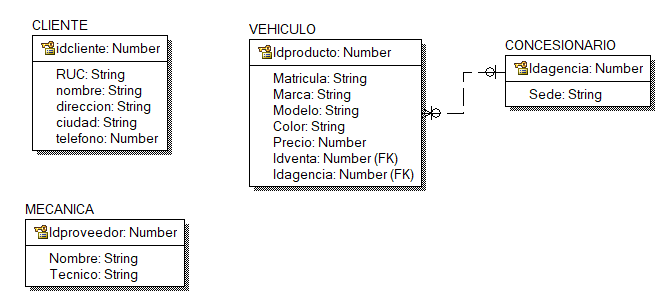 CLIENTE
idcliente: Number
RUC: String
nombre: String
direccion: String
ciudad: String
telefono: Number
VEHICULO
Idproducto: Number
Matricula: String
Marca: String
Modelo: String
Color: String
Precio: Number
Idventa: Number (FK)
Idagencia: Number (FK)
CONCESIONARIO
Idagencia: Number
Sede: String
MECANICA
Idproveedor: Number
Nombre: String
Tecnico: String